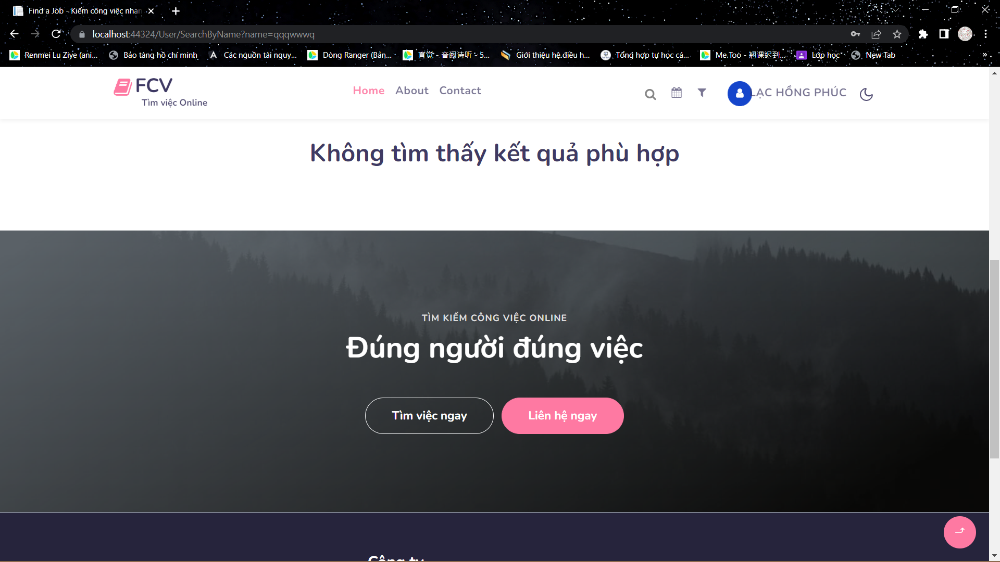 Find a Job - Kiếm công việc nhan
localhost:44324/User/SearchByName?name=qqqwwwq
Renmei Lu Ziye (ani...
Bảo tàng hồ chí minh
Các nguồn tài nguy...
Dòng Ranger (Bản...
直觉 - 音阙诗听 - 5...
Giới thiệu hệ điều h...
Tổng hợp tự học cá...
Me Too - 翘课迟到...
Lớp học
New Tab
»
FCV
Tìm việc Online
Home
About
Contact
LẠC HỒNG PHÚC
Không tìm thấy kết quả phù hợp
TÌM KIẾM CÔNG VIỆC ONLINE
Đúng người đúng việc
Tìm việc ngay
Liên hệ ngay
Công ty